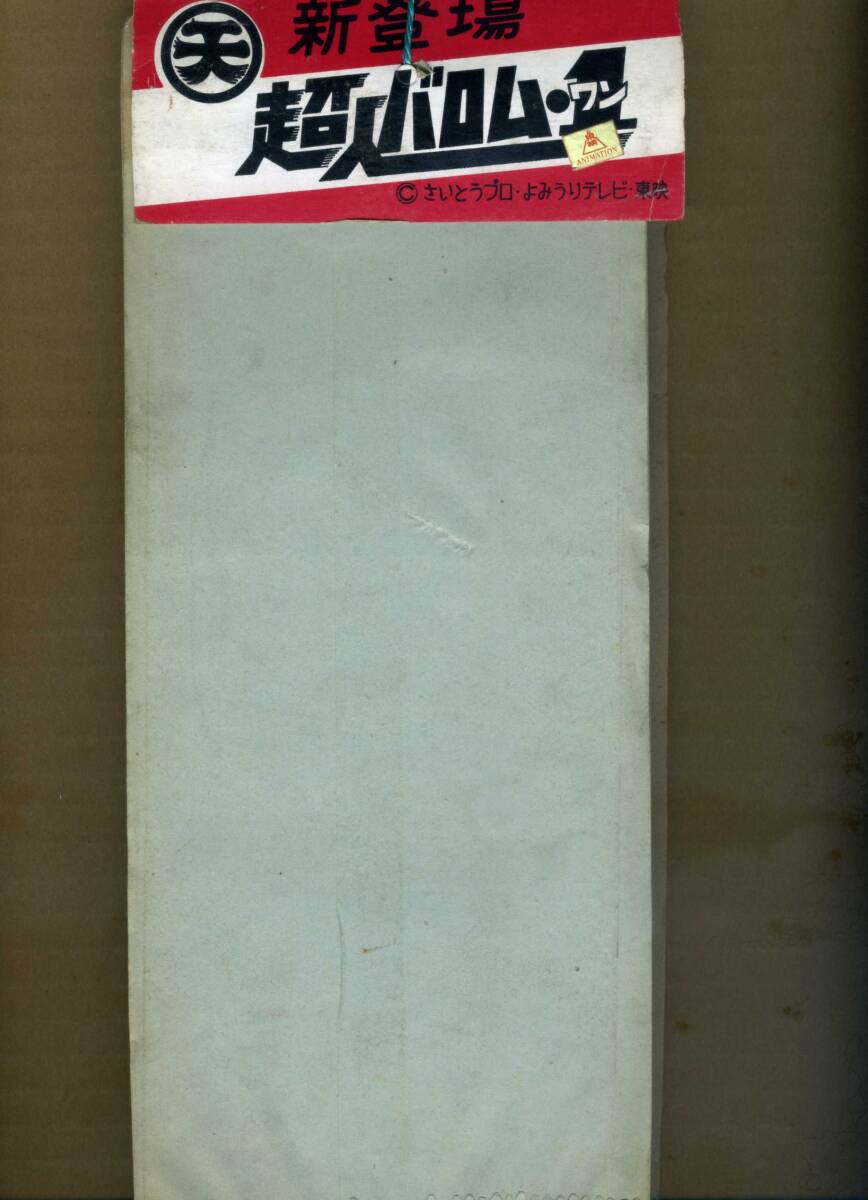 天
新登場
超人バロム・1
ワン
ANIMATION
©さいとうプロ・よみうりテレビ・東映